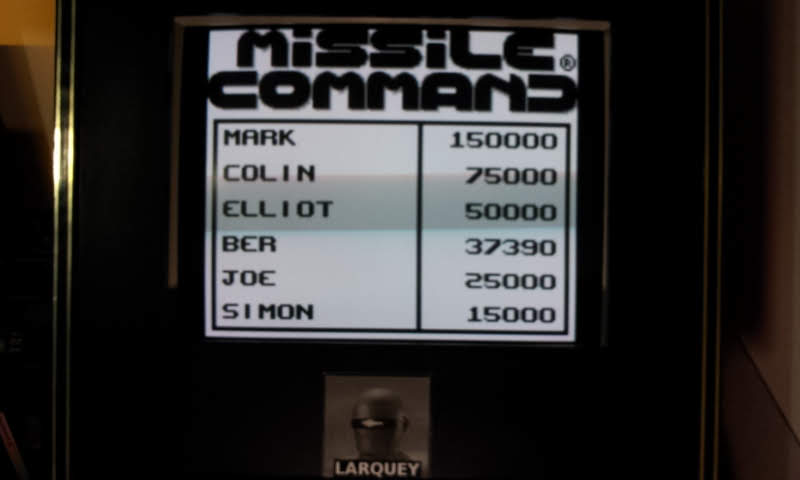 MISSILE ®
COMMAND
MARK 150000
COLIN 75000
ELLIOT 50000
BER 37390
JOE 25000
SIMON 15000
LARQUEY